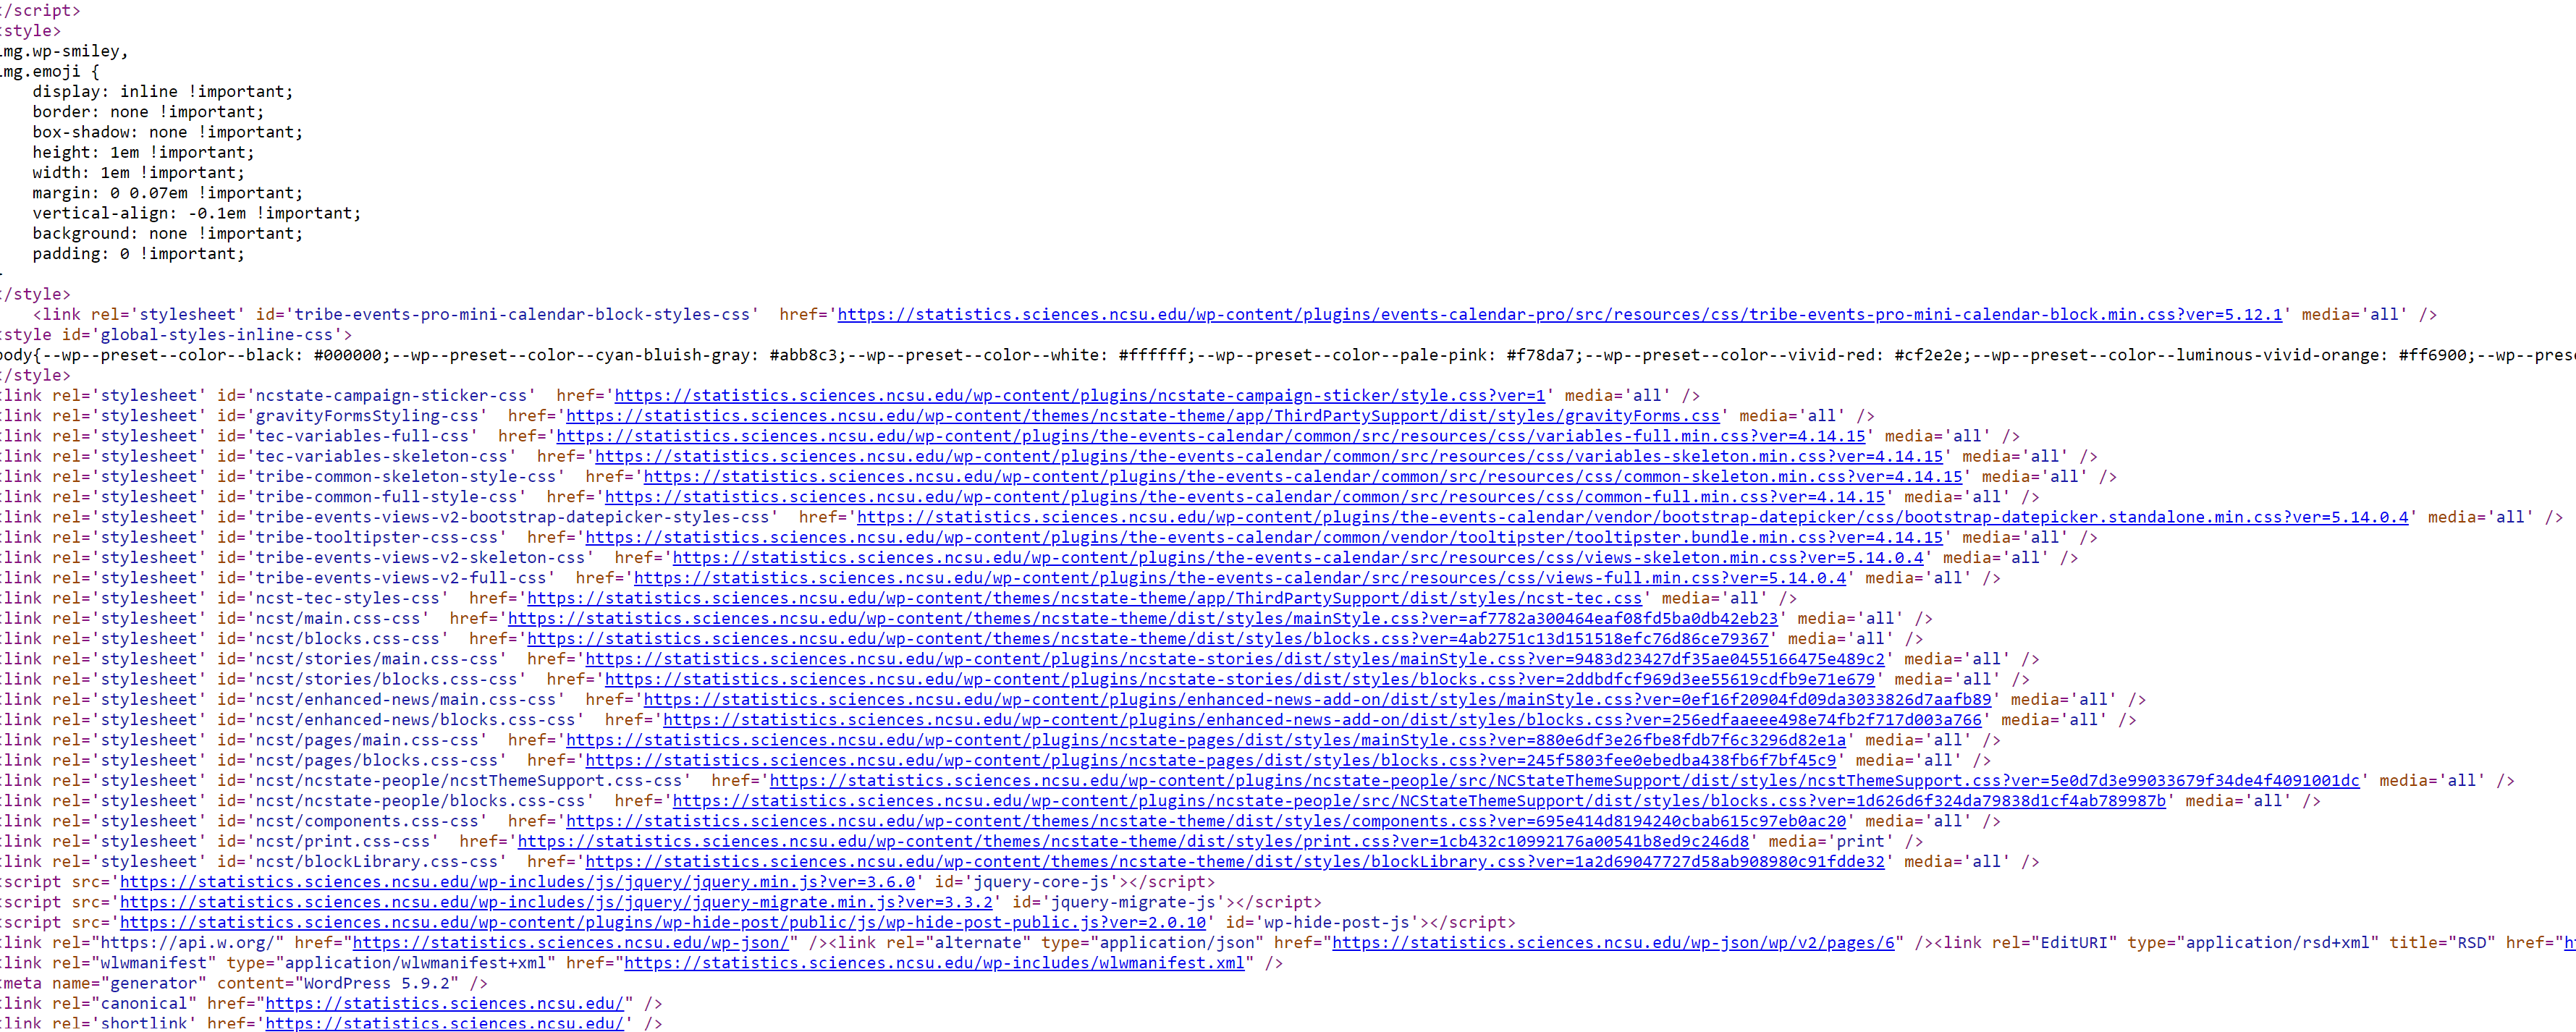 </script>
<style>
img.wp-smiley,
img.emoji {
    display: inline !important;
    border: none !important;
    box-shadow: none !important;
    height: 1em !important;
    width: 1em !important;
    margin: 0 0.07em !important;
    vertical-align: -0.1em !important;
    background: none !important;
    padding: 0 !important;
}
</style>
    <link rel='stylesheet' id='tribe-events-pro-mini-calendar-block-styles-css'  href='https://statistics.sciences.ncsu.edu/wp-content/plugins/events-calendar-pro/src/resources/css/tribe-events-pro-mini-calendar-block.min.css?ver=5.12.1' media='all' />
<style id='global-styles-inline-css'>
body{--wp--preset--color--black: #000000;--wp--preset--color--cyan-bluish-gray: #abb8c3;--wp--preset--color--white: #ffffff;--wp--preset--color--pale-pink: #f78da7;--wp--preset--color--vivid-red: #cf2e2e;--wp--preset--color--luminous-vivid-orange: #ff6900;--wp--pres
</style>
<link rel='stylesheet' id='ncstate-campaign-sticker-css'  href='https://statistics.sciences.ncsu.edu/wp-content/plugins/ncstate-campaign-sticker/style.css?ver=1' media='all' />
<link rel='stylesheet' id='gravityFormsStyling-css'  href='https://statistics.sciences.ncsu.edu/wp-content/themes/ncstate-theme/app/ThirdPartySupport/dist/styles/gravityForms.css' media='all' />
<link rel='stylesheet' id='tec-variables-full-css'  href='https://statistics.sciences.ncsu.edu/wp-content/plugins/the-events-calendar/common/src/resources/css/variables-full.min.css?ver=4.14.15' media='all' />
<link rel='stylesheet' id='tec-variables-skeleton-css'  href='https://statistics.sciences.ncsu.edu/wp-content/plugins/the-events-calendar/common/src/resources/css/variables-skeleton.min.css?ver=4.14.15' media='all' />
<link rel='stylesheet' id='tribe-common-skeleton-style-css'  href='https://statistics.sciences.ncsu.edu/wp-content/plugins/the-events-calendar/common/src/resources/css/common-skeleton.min.css?ver=4.14.15' media='all' />
<link rel='stylesheet' id='tribe-common-full-style-css'  href='https://statistics.sciences.ncsu.edu/wp-content/plugins/the-events-calendar/common/src/resources/css/common-full.min.css?ver=4.14.15' media='all' />
<link rel='stylesheet' id='tribe-events-views-v2-bootstrap-datepicker-styles-css'  href='https://statistics.sciences.ncsu.edu/wp-content/plugins/the-events-calendar/vendor/bootstrap-datepicker/css/bootstrap-datepicker.standalone.min.css?ver=5.14.0.4' media='all' />
<link rel='stylesheet' id='tribe-tooltipster-css-css'  href='https://statistics.sciences.ncsu.edu/wp-content/plugins/the-events-calendar/common/vendor/tooltipster/tooltipster.bundle.min.css?ver=4.14.15' media='all' />
<link rel='stylesheet' id='tribe-events-views-v2-skeleton-css'  href='https://statistics.sciences.ncsu.edu/wp-content/plugins/the-events-calendar/src/resources/css/views-skeleton.min.css?ver=5.14.0.4' media='all' />
<link rel='stylesheet' id='tribe-events-views-v2-full-css'  href='https://statistics.sciences.ncsu.edu/wp-content/plugins/the-events-calendar/src/resources/css/views-full.min.css?ver=5.14.0.4' media='all' />
<link rel='stylesheet' id='ncst-tec-styles-css'  href='https://statistics.sciences.ncsu.edu/wp-content/themes/ncstate-theme/app/ThirdPartySupport/dist/styles/ncst-tec.css' media='all' />
<link rel='stylesheet' id='ncst/main.css-css'  href='https://statistics.sciences.ncsu.edu/wp-content/themes/ncstate-theme/dist/styles/mainStyle.css?ver=af7782a300464eaf08fd5ba0db42eb23' media='all' />
<link rel='stylesheet' id='ncst/blocks.css-css'  href='https://statistics.sciences.ncsu.edu/wp-content/themes/ncstate-theme/dist/styles/blocks.css?ver=4ab2751c13d151518efc76d86ce79367' media='all' />
<link rel='stylesheet' id='ncst/stories/main.css-css'  href='https://statistics.sciences.ncsu.edu/wp-content/plugins/ncstate-stories/dist/styles/mainStyle.css?ver=9483d23427df35ae0455166475e489c2' media='all' />
<link rel='stylesheet' id='ncst/stories/blocks.css-css'  href='https://statistics.sciences.ncsu.edu/wp-content/plugins/ncstate-stories/dist/styles/blocks.css?ver=2ddbdfcf969d3ee55619cdfb9e71e679' media='all' />
<link rel='stylesheet' id='ncst/enhanced-news/main.css-css'  href='https://statistics.sciences.ncsu.edu/wp-content/plugins/enhanced-news-add-on/dist/styles/mainStyle.css?ver=0ef16f20904fd09da3033826d7aafb89' media='all' />
<link rel='stylesheet' id='ncst/enhanced-news/blocks.css-css'  href='https://statistics.sciences.ncsu.edu/wp-content/plugins/enhanced-news-add-on/dist/styles/blocks.css?ver=256edfaaeee498e74fb2f717d003a766' media='all' />
<link rel='stylesheet' id='ncst/pages/main.css-css'  href='https://statistics.sciences.ncsu.edu/wp-content/plugins/ncstate-pages/dist/styles/mainStyle.css?ver=880e6df3e26fbe8fdb7f6c3296d82e1a' media='all' />
<link rel='stylesheet' id='ncst/pages/blocks.css-css'  href='https://statistics.sciences.ncsu.edu/wp-content/plugins/ncstate-pages/dist/styles/blocks.css?ver=245f5803fee0ebedba438fb6f7bf45c9' media='all' />
<link rel='stylesheet' id='ncst/ncstate-people/ncstThemeSupport.css-css'  href='https://statistics.sciences.ncsu.edu/wp-content/plugins/ncstate-people/src/NCStateThemeSupport/dist/styles/ncstThemeSupport.css?ver=5e0d7d3e99033679f34de4f4091001dc' media='all' />
<link rel='stylesheet' id='ncst/ncstate-people/blocks.css-css'  href='https://statistics.sciences.ncsu.edu/wp-content/plugins/ncstate-people/src/NCStateThemeSupport/dist/styles/blocks.css?ver=1d626d6f324da79838d1cf4ab789987b' media='all' />
<link rel='stylesheet' id='ncst/components.css-css'  href='https://statistics.sciences.ncsu.edu/wp-content/themes/ncstate-theme/dist/styles/components.css?ver=695e414d8194240cbab615c97eb0ac20' media='all' />
<link rel='stylesheet' id='ncst/print.css-css'  href='https://statistics.sciences.ncsu.edu/wp-content/themes/ncstate-theme/dist/styles/print.css?ver=1cb432c10992176a00541b8ed9c246d8' media='print' />
<link rel='stylesheet' id='ncst/blockLibrary.css-css'  href='https://statistics.sciences.ncsu.edu/wp-content/themes/ncstate-theme/dist/styles/blockLibrary.css?ver=1a2d69047727d58ab908980c91fdde32' media='all' />
<script src='https://statistics.sciences.ncsu.edu/wp-includes/js/jquery/jquery.min.js?ver=3.6.0' id='jquery-core-js'></script>
<script src='https://statistics.sciences.ncsu.edu/wp-includes/js/jquery/jquery-migrate.min.js?ver=3.3.2' id='jquery-migrate-js'></script>
<script src='https://statistics.sciences.ncsu.edu/wp-content/plugins/wp-hide-post/public/js/wp-hide-post-public.js?ver=2.0.10' id='wp-hide-post-js'></script>
<link rel="https://api.w.org/" href="https://statistics.sciences.ncsu.edu/wp-json/" /><link rel="alternate" type="application/json" href="https://statistics.sciences.ncsu.edu/wp-json/wp/v2/pages/6" /><link rel="EditURI" type="application/rsd+xml" title="RSD" href="ht
<link rel="wlwmanifest" type="application/wlwmanifest+xml" href="https://statistics.sciences.ncsu.edu/wp-includes/wlwmanifest.xml" />
<meta name="generator" content="WordPress 5.9.2" />
<link rel="canonical" href="https://statistics.sciences.ncsu.edu/" />
<link rel='shortlink' href='https://statistics.sciences.ncsu.edu/' />